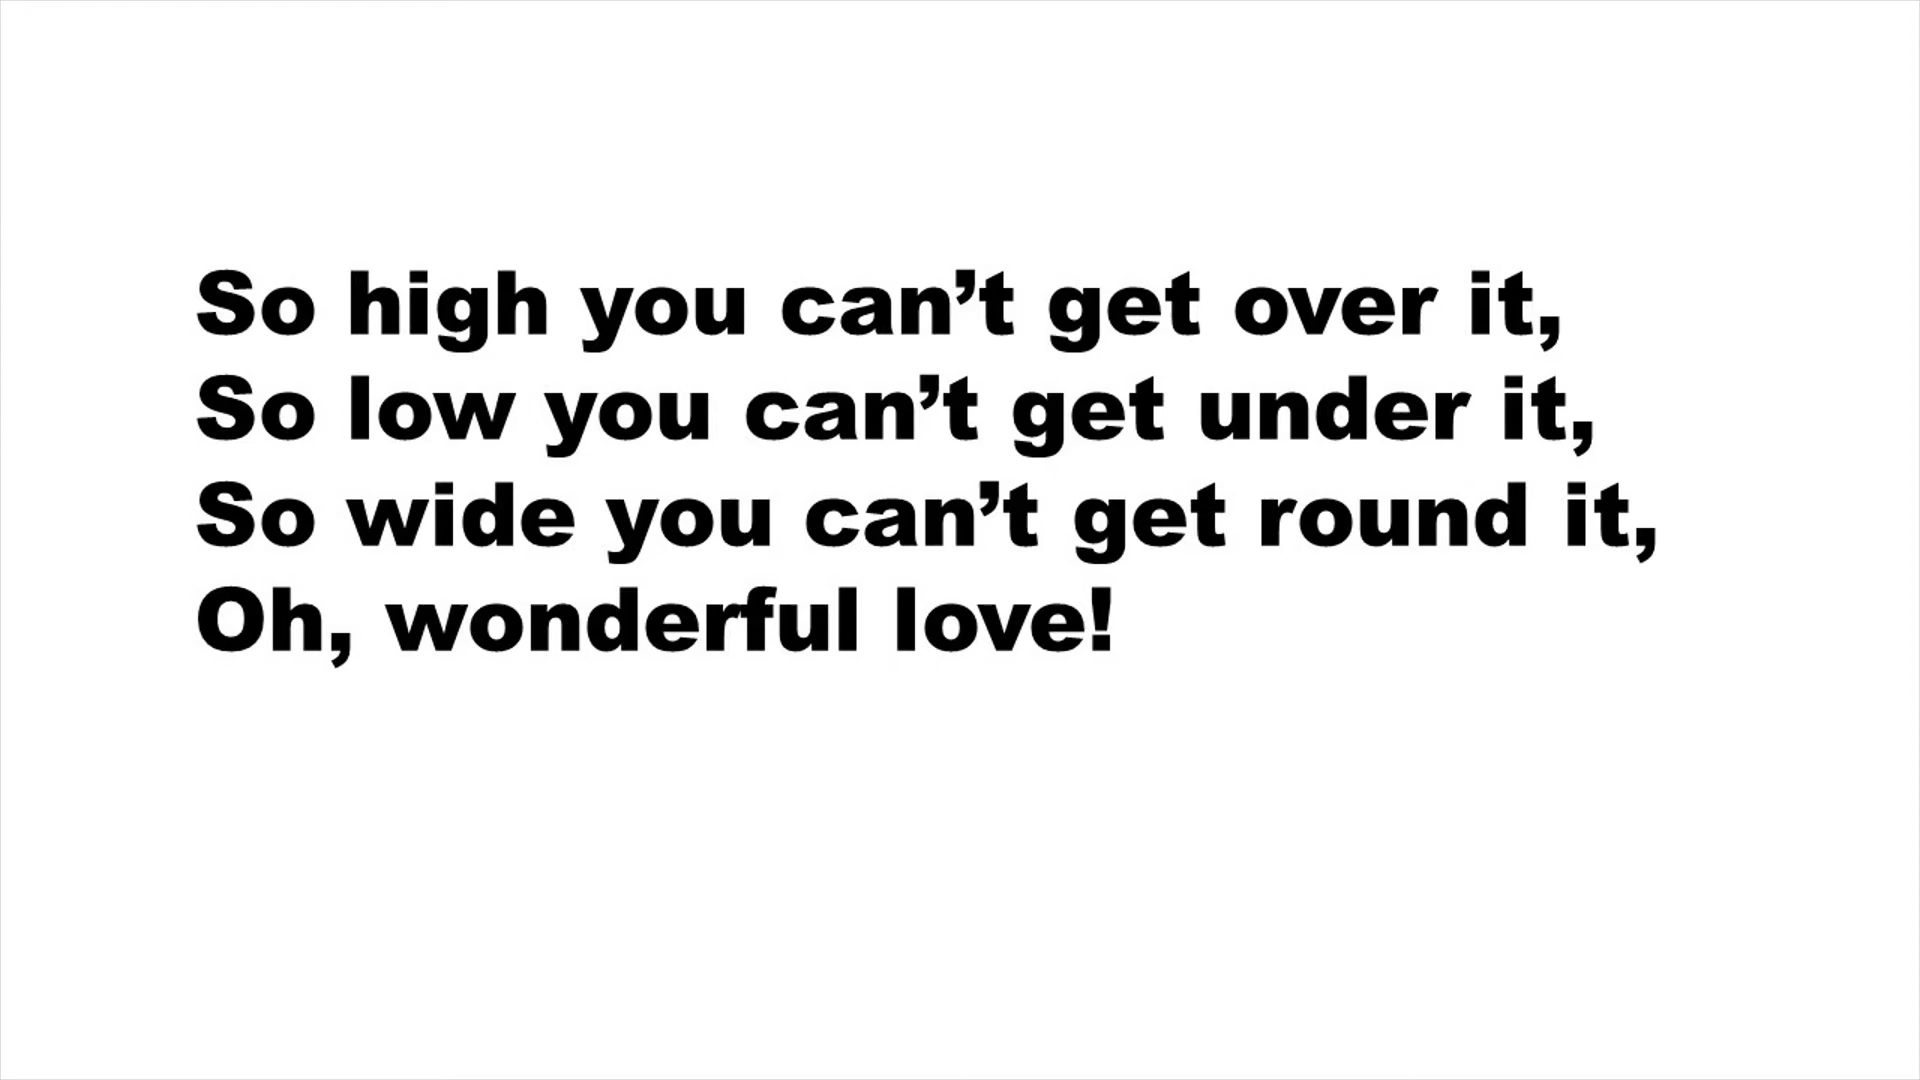 So high you can’t get over it,
So low you can’t get under it,
So wide you can’t get round it,
Oh, wonderful love!